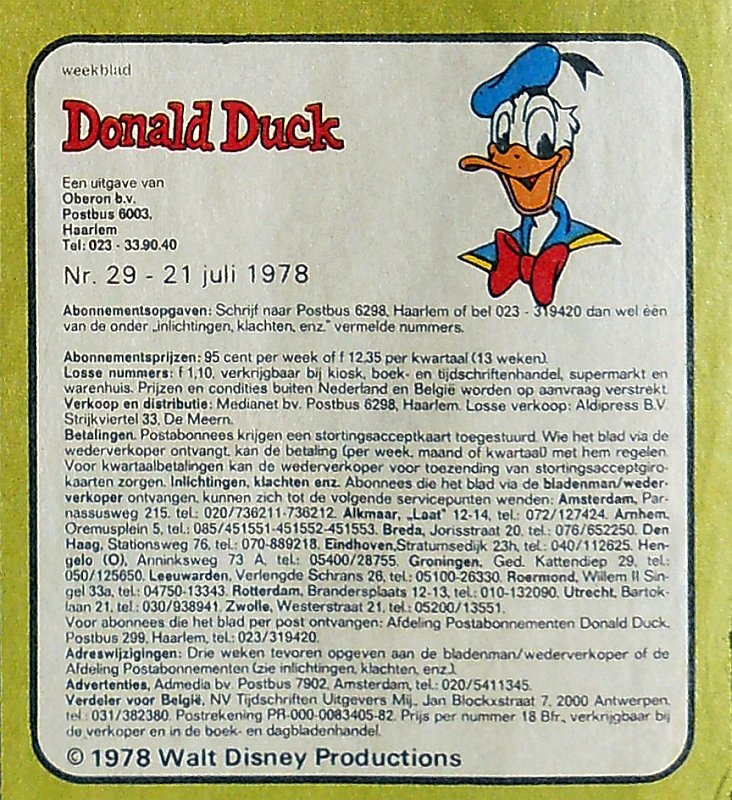 weekblad
Donald Duck
Een uitgave van
Oberon b.v.
Postbus 6003,
Haarlem
Tel: 023 - 33.90.40
Nr. 29 - 21 juli 1978
Abonnementsopgaven: Schrijf naar Postbus 6298, Haarlem of bel 023 - 319420 dan wel één
van de onder „inlichtingen, klachten, enz.” vermelde nummers.
Abonnementsprijzen: 95 cent per week of f 12,35 per kwartaal (13 weken).
Losse nummers: f 1,10, verkrijgbaar bij kiosk, boek- en tijdschriftenhandel, supermarkt en
warenhuis. Prijzen en condities buiten Nederland en België worden op aanvraag verstrekt.
Verkoop en distributie: Medianet bv. Postbus 6298, Haarlem. Losse verkoop: Aldipress B.V.
Strijkviertel 33, De Meern.
Betalingen. Postabonnees krijgen een stortingsacceptkaart toegestuurd. Wie het blad via de
wederverkoper ontvangt, kan de betaling (per week, maand of kwartaal) met hem regelen.
Voor kwartaalbetalingen kan de wederverkoper voor toezending van stortingsacceptgiro-
kaarten zorgen. Inlichtingen, klachten enz. Abonnees die het blad via de bladenman/weder-
verkoper ontvangen, kunnen zich tot de volgende servicepunten wenden: Amsterdam, Par-
nassusweg 215, tel.: 020/736211-736212. Alkmaar, „Laat” 12-14, tel.: 072/127424. Arnhem,
Oremusplein 5, tel.: 085/451551-451552-451553. Breda, Jorisstraat 20, tel.: 076/652250. Den
Haag, Stationsweg 76, tel.: 070-889218. Eindhoven, Stratumsedijk 23h, tel.: 040/112625. Hen-
gelo (O), Anninksweg 73 A, tel.: 05400/28755. Groningen, Ged. Kattendiep 29, tel.:
050/125650. Leeuwarden, Verlengde Schrans 26, tel.: 05100-26330. Roermond, Willem II Sin-
gel 33a, tel.: 04750-13343. Rotterdam, Brandersplaats 12-13, tel.: 010-132090. Utrecht, Bartok-
laan 21, tel.: 030/938941. Zwolle, Westerstraat 21, tel.: 05200/13551.
Voor abonnees die het blad per post ontvangen: Afdeling Postabonnementen Donald Duck,
Postbus 299, Haarlem, tel.: 023/319420.
Adreswijzigingen: Drie weken tevoren opgeven aan de bladenman/wederverkoper of de
Afdeling Postabonnementen (zie inlichtingen, klachten, enz.).
Advertenties, Admedia bv. Postbus 7902, Amsterdam, tel.: 020/5411345.
Verdeler voor België, NV Tijdschriften Uitgevers Mij., Jan Blockxstraat 7, 2000 Antwerpen,
tel.: 031/382380. Postrekening PR-000-0083405-82. Prijs per nummer 18 Bfr., verkrijgbaar bij
de verkoper en in de boek- en dagbladenhandel.
© 1978 Walt Disney Productions